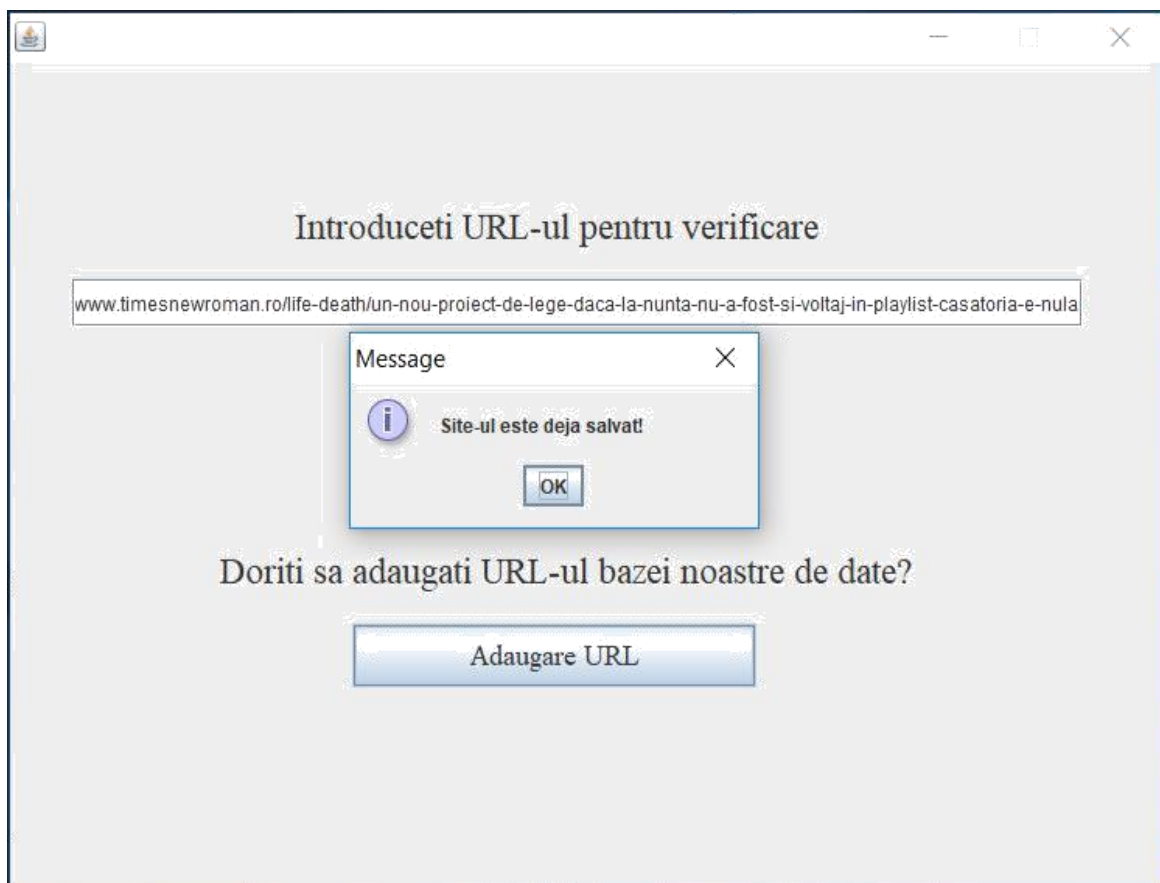 Introduceti URL-ul pentru verificare
www.timesnewroman.ro/life-death/un-nou-proiect-de-lege-daca-la-nunta-nu-a-fost-si-voltaj-in-playlist-casatoria-e-nula
Message
Site-ul este deja salvat!
OK
Doriti sa adaugati URL-ul bazei noastre de date?
Adaugare URL